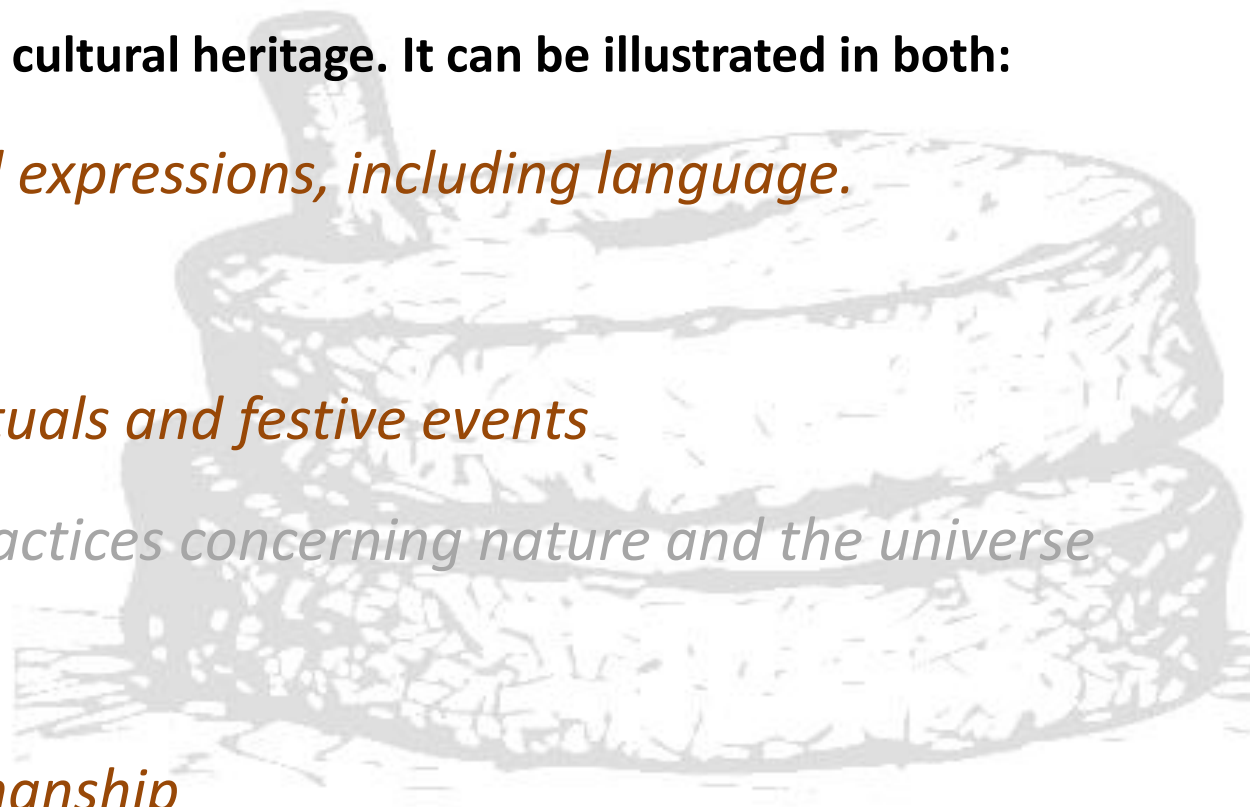 cultural heritage. It can be illustrated in both:
expressions, including language.
tuals and festive events
actices concerning nature and the universe
manship